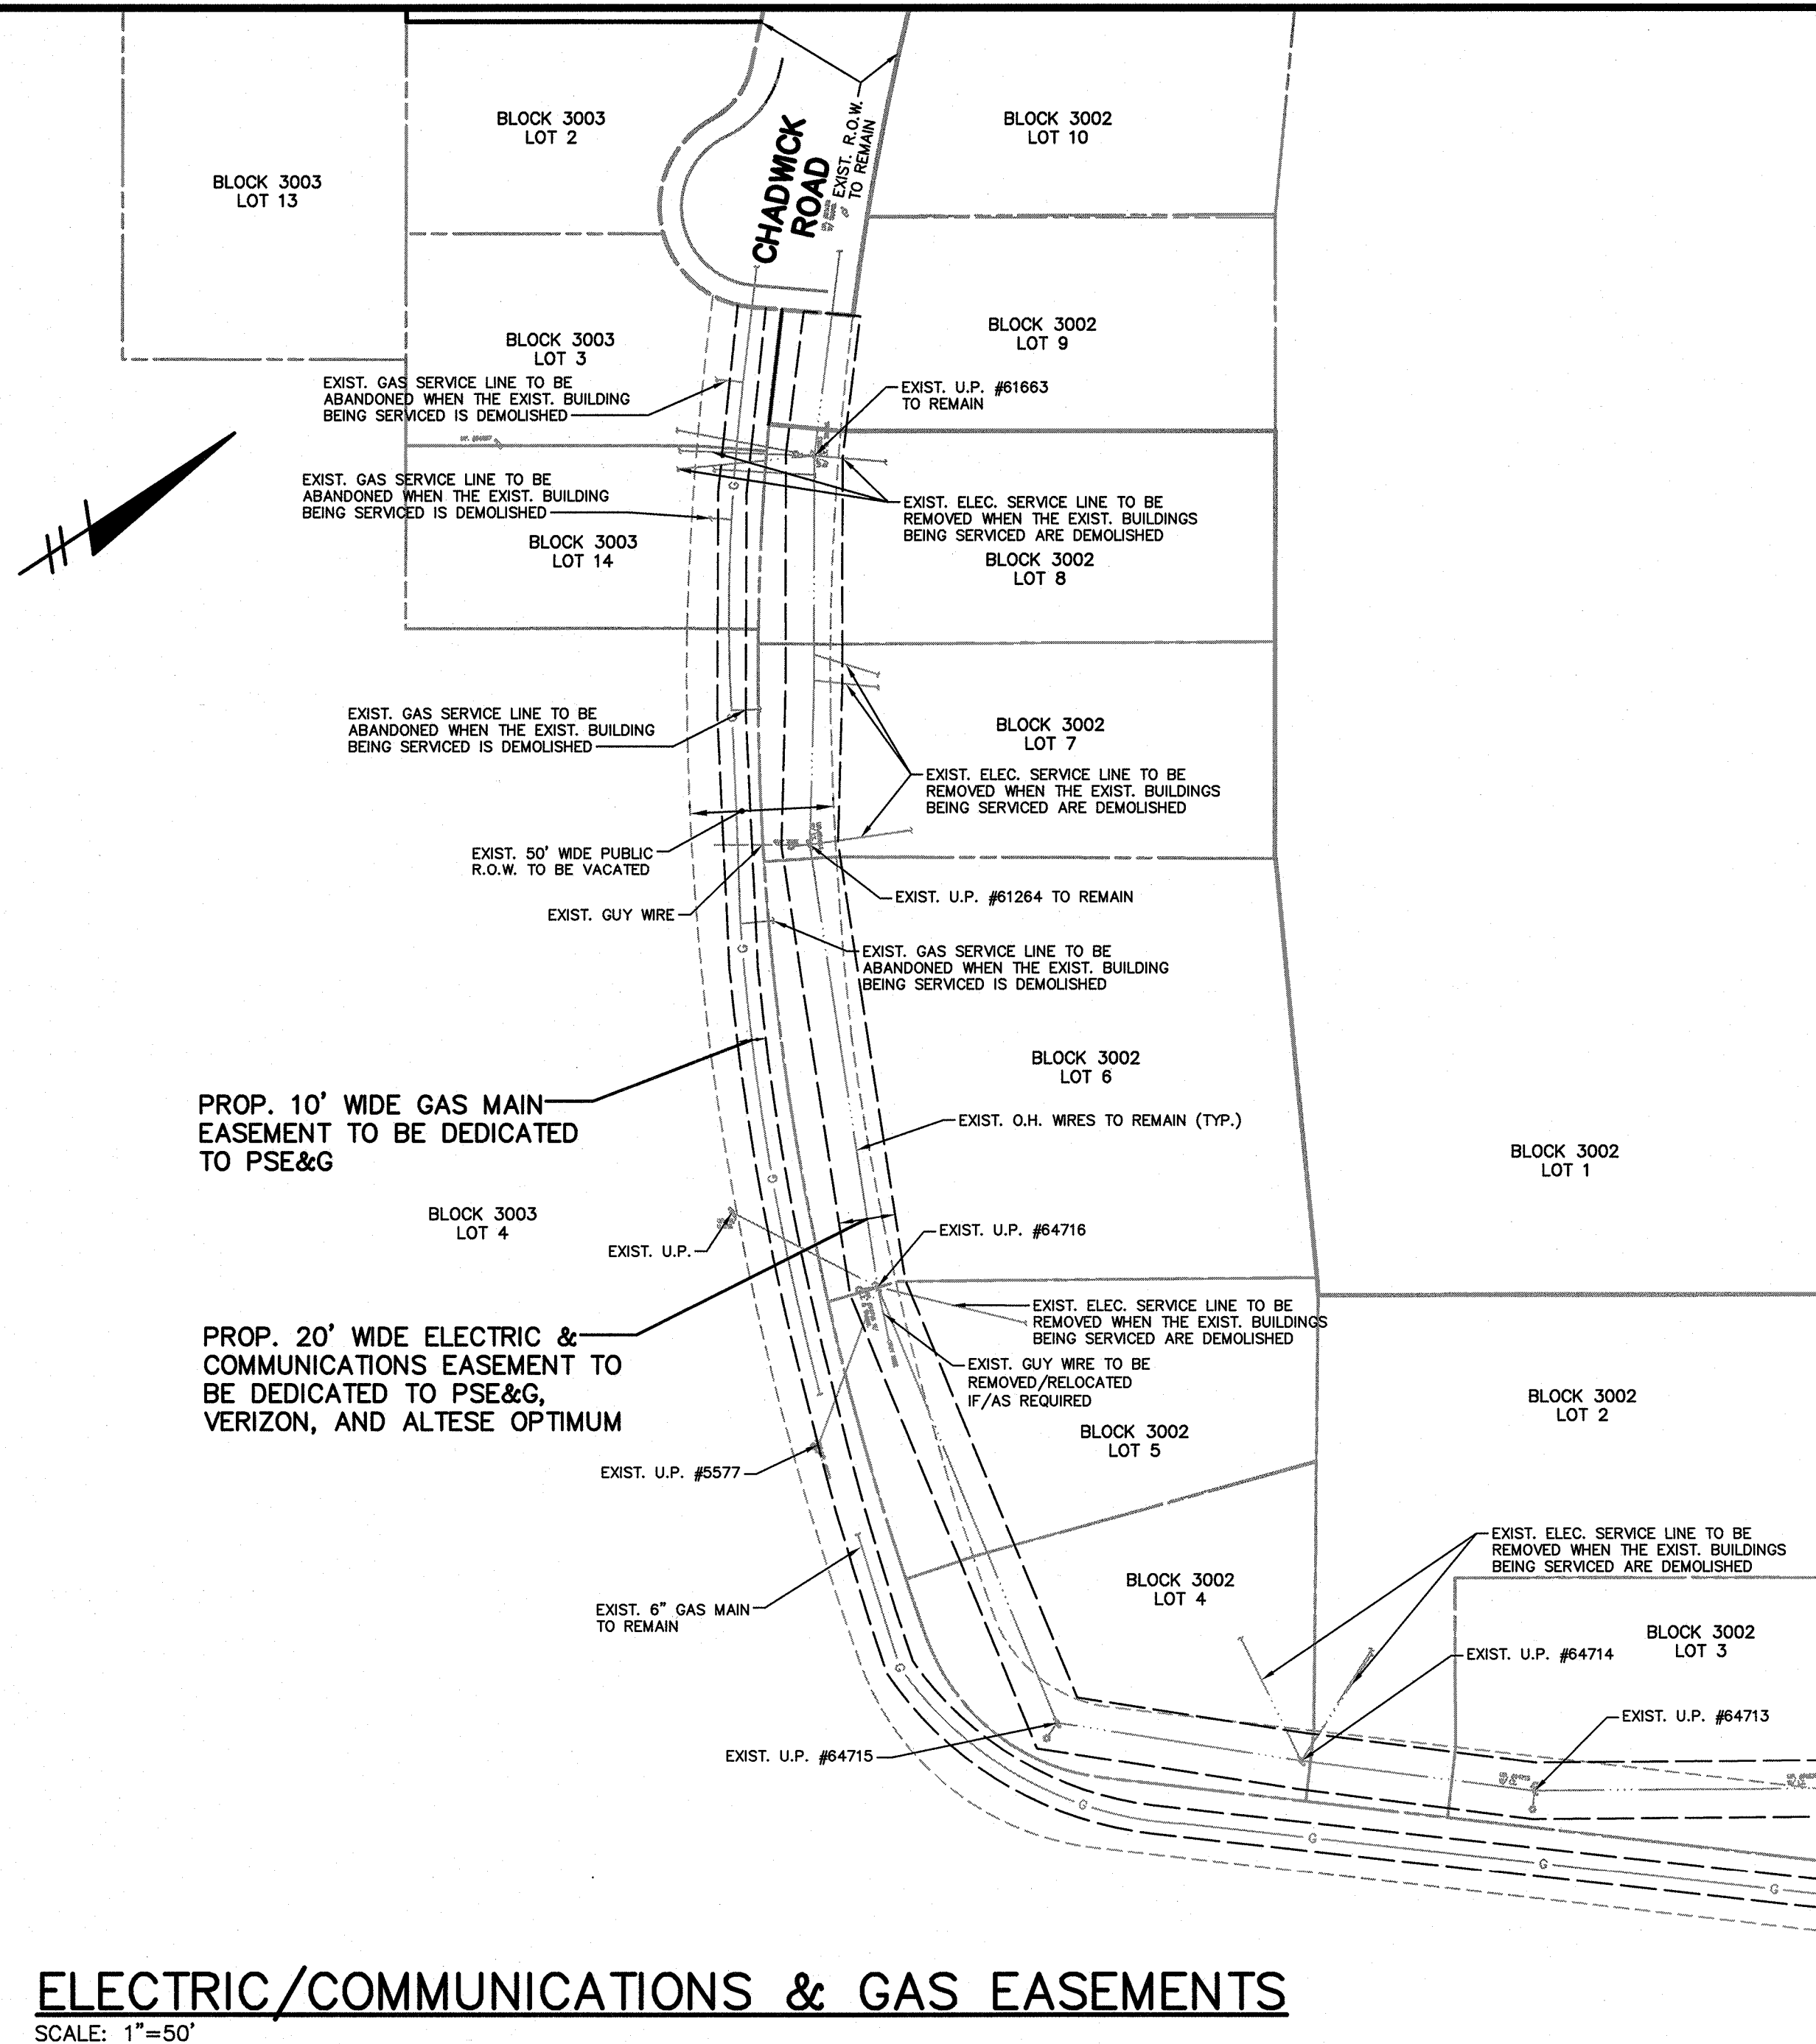 BLOCK 3003
LOT 2
BLOCK 3002
LOT 10
BLOCK 3003
LOT 13
CHADWICK
ROAD
EXIST. R.O.W.
TO REMAIN
BLOCK 3002
LOT 9
BLOCK 3003
LOT 3
EXIST. GAS SERVICE LINE TO BE
ABANDONED WHEN THE EXIST. BUILDING
BEING SERVICED IS DEMOLISHED
EXIST. U.P. #61663
TO REMAIN
EXIST. GAS SERVICE LINE TO BE
ABANDONED WHEN THE EXIST. BUILDING
BEING SERVICED IS DEMOLISHED
G
EXIST. ELEC. SERVICE LINE TO BE
REMOVED WHEN THE EXIST. BUILDINGS
BEING SERVICED ARE DEMOLISHED
BLOCK 3003
LOT 14
BLOCK 3002
LOT 8
EXIST. GAS SERVICE LINE TO BE
ABANDONED WHEN THE EXIST. BUILDING
BEING SERVICED IS DEMOLISHED
G
BLOCK 3002
LOT 7
EXIST. ELEC. SERVICE LINE TO BE
REMOVED WHEN THE EXIST. BUILDINGS
BEING SERVICED ARE DEMOLISHED
EXIST. 50' WIDE PUBLIC
R.O.W. TO BE VACATED
EXIST. U.P. #61264 TO REMAIN
EXIST. GUY WIRE
G
EXIST. GAS SERVICE LINE TO BE
ABANDONED WHEN THE EXIST. BUILDING
BEING SERVICED IS DEMOLISHED
BLOCK 3002
LOT 6
PROP. 10' WIDE GAS MAIN
EASEMENT TO BE DEDICATED
TO PSE&G
EXIST. O.H. WIRES TO REMAIN (TYP.)
BLOCK 3002
LOT 1
G
BLOCK 3003
LOT 4
EXIST. U.P.
EXIST. U.P. #64716
EXIST. ELEC. SERVICE LINE TO BE
REMOVED WHEN THE EXIST. BUILDINGS
BEING SERVICED ARE DEMOLISHED
PROP. 20' WIDE ELECTRIC &
COMMUNICATIONS EASEMENT TO
BE DEDICATED TO PSE&G,
VERIZON, AND ALTESE OPTIMUM
EXIST. GUY WIRE TO BE
REMOVED/RELOCATED
IF/AS REQUIRED
BLOCK 3002
LOT 2
BLOCK 3002
LOT 5
EXIST. U.P. #5577
EXIST. ELEC. SERVICE LINE TO BE
REMOVED WHEN THE EXIST. BUILDINGS
BEING SERVICED ARE DEMOLISHED
BLOCK 3002
LOT 4
EXIST. 6" GAS MAIN
TO REMAIN
BLOCK 3002
LOT 3
EXIST. U.P. #64714
G
EXIST. U.P. #64713
EXIST. U.P. #64715
G
G
G
G
ELECTRIC/COMMUNICATIONS & GAS EASEMENTS
SCALE: 1"=50'